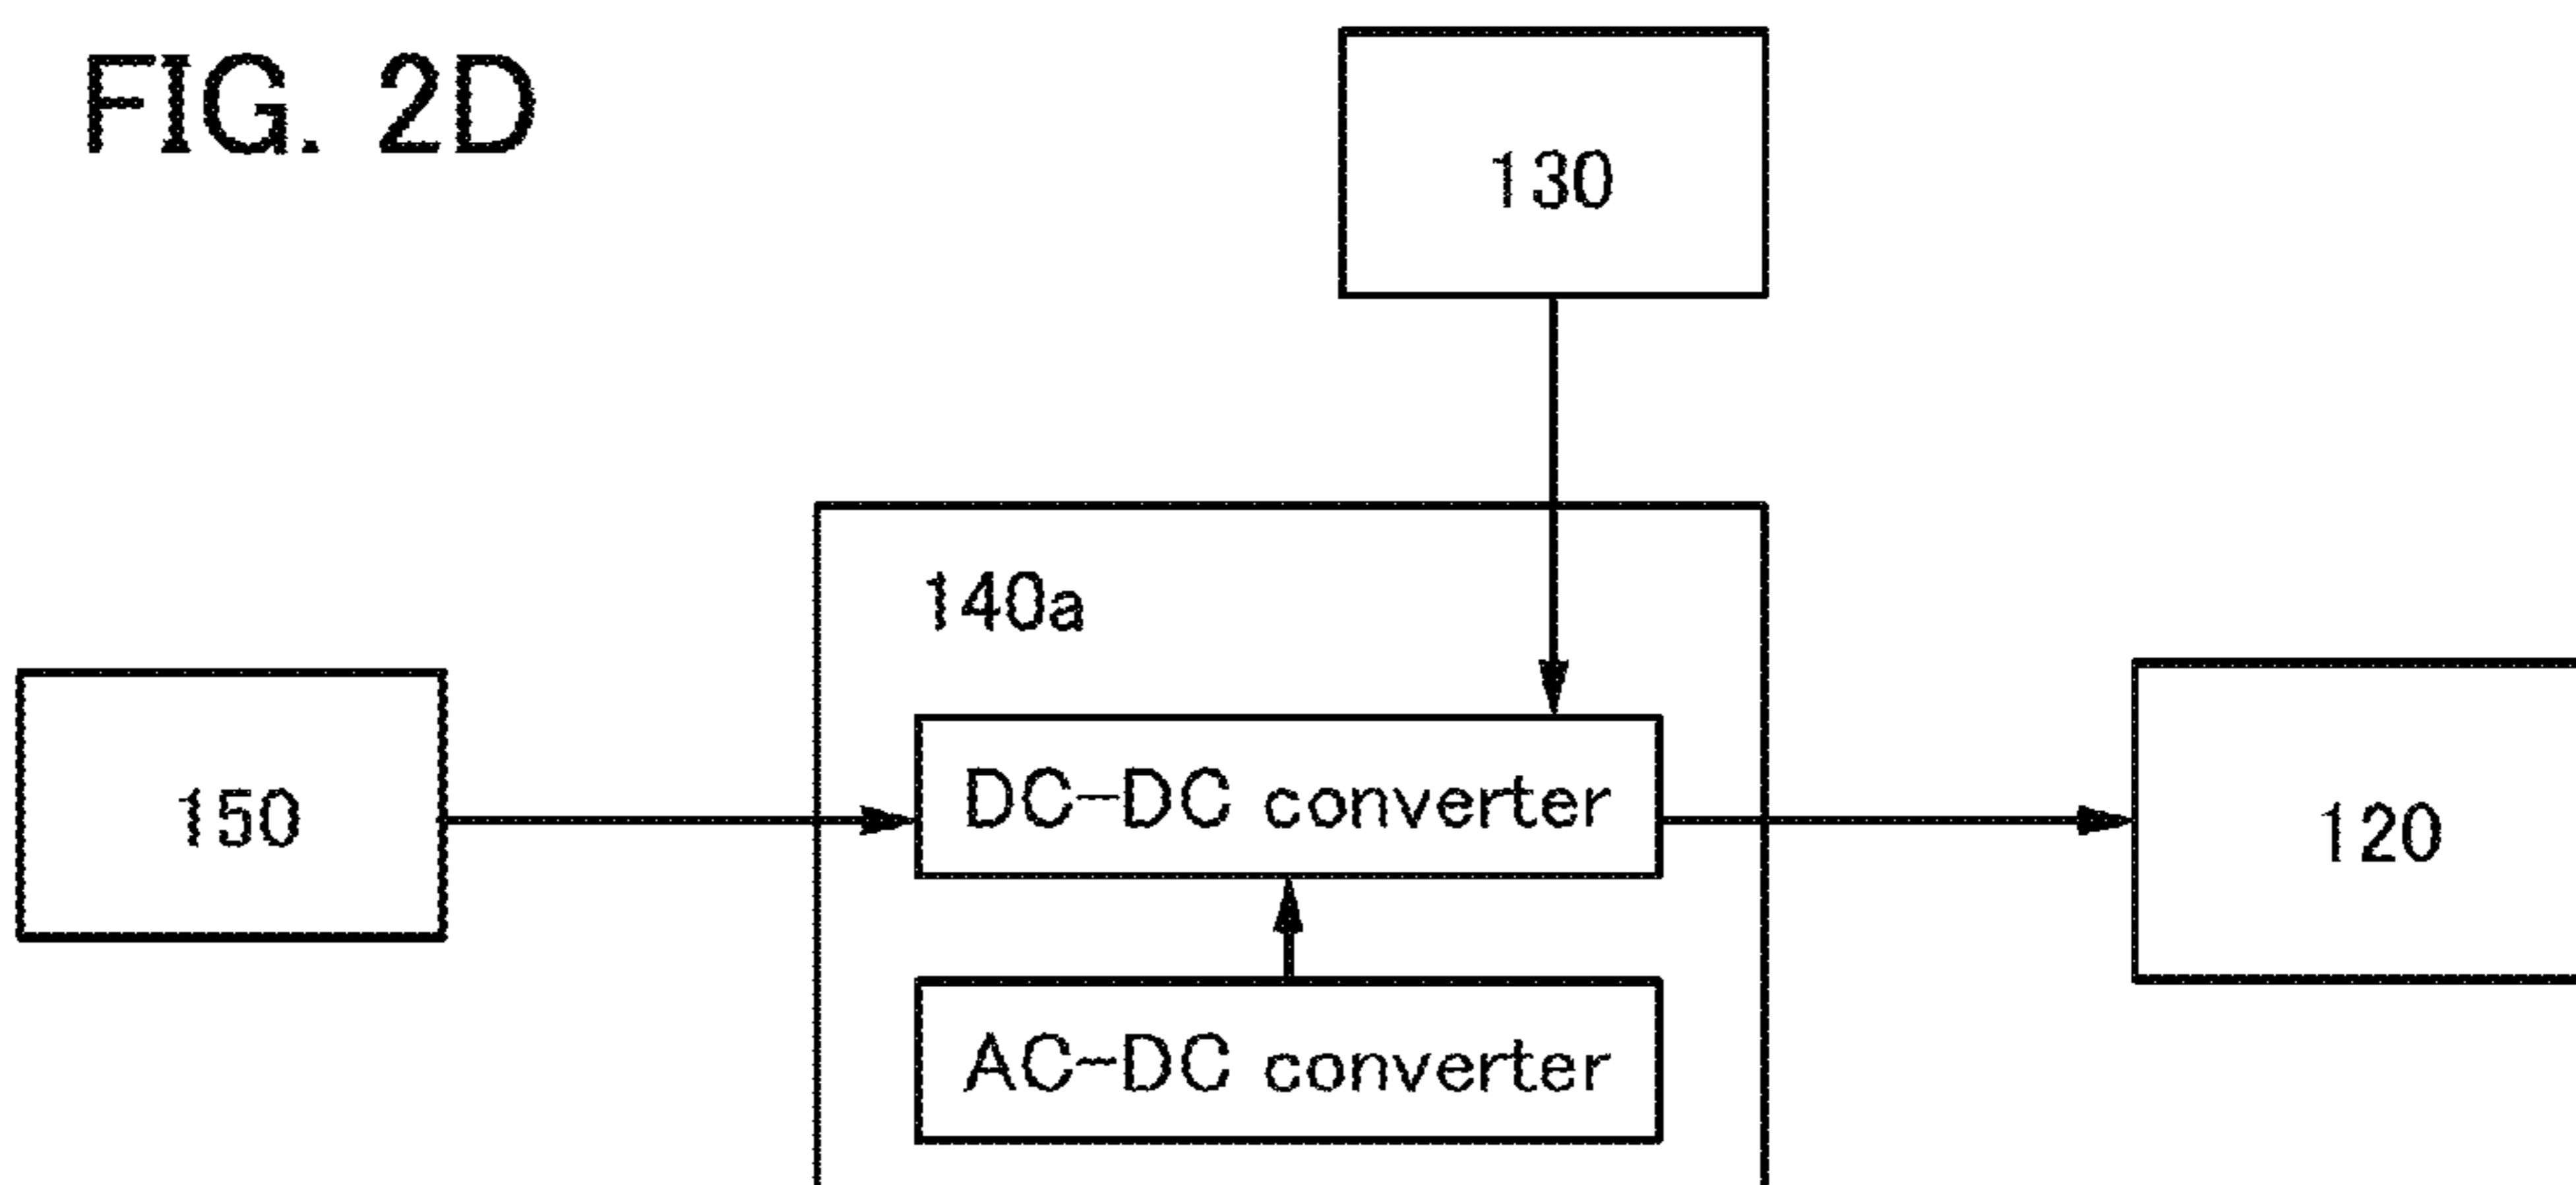 FIG. 2D
130
140a
150
DC-DC converter
120
AC-DC converter